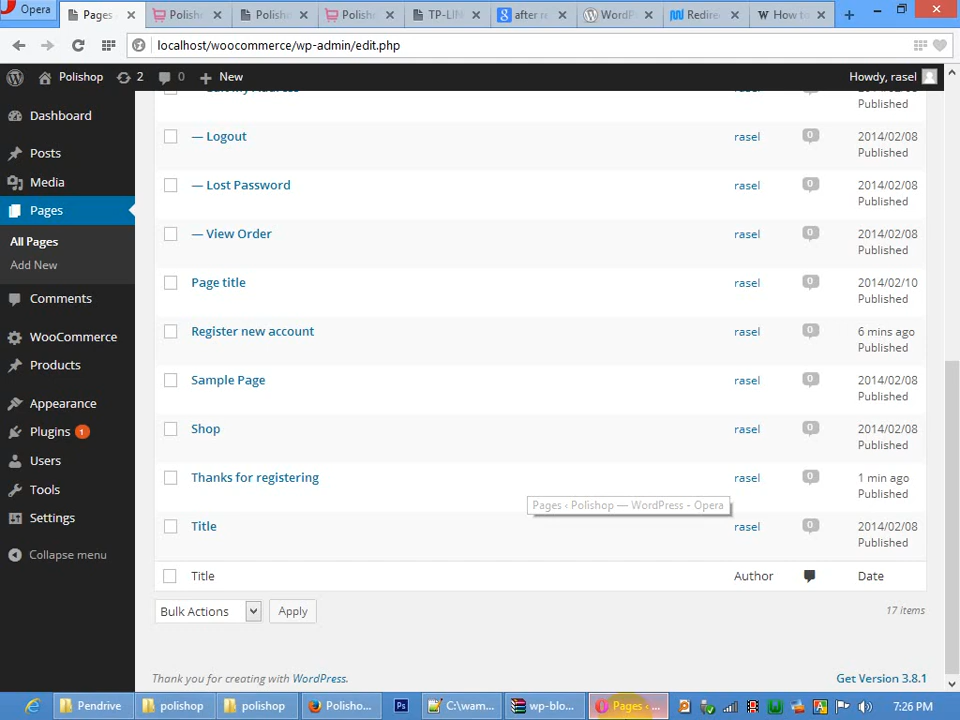 Opera
Pages
Polish
Polish
Polish
TP-LIN
after re
WordP
Redire
How to
localhost/woocommerce/wp-admin/edit.php
Polishop 2 0 New
Howdy, rasel
Dashboard
Posts
Media
Pages
All Pages
Add New
Comments
WooCommerce
Products
Appearance
Plugins 1
Users
Tools
Settings
Collapse menu
Published
— Logout rasel 0 2014/02/08
Published
— Lost Password rasel 0 2014/02/08
Published
— View Order rasel 0 2014/02/08
Published
Page title rasel 0 2014/02/10
Published
Register new account rasel 0 6 mins ago
Published
Sample Page rasel 0 2014/02/08
Published
Shop rasel 0 2014/02/08
Published
Thanks for registering rasel 0 1 min ago
Published
Pages ‹ Polishop — WordPress - Opera
Title rasel 0 2014/02/08
Published
Title Author Date
Bulk Actions Apply 17 items
Thank you for creating with WordPress. Get Version 3.8.1
Pendrive polishop polishop Polisho... Ps C:\wam... wp-blo... Pages ‹ ... 7:26 PM